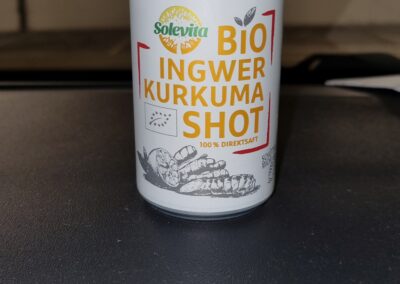 Solevita
BIO
INGWER
KURKUMA
SHOT
100% DIREKTSAFT